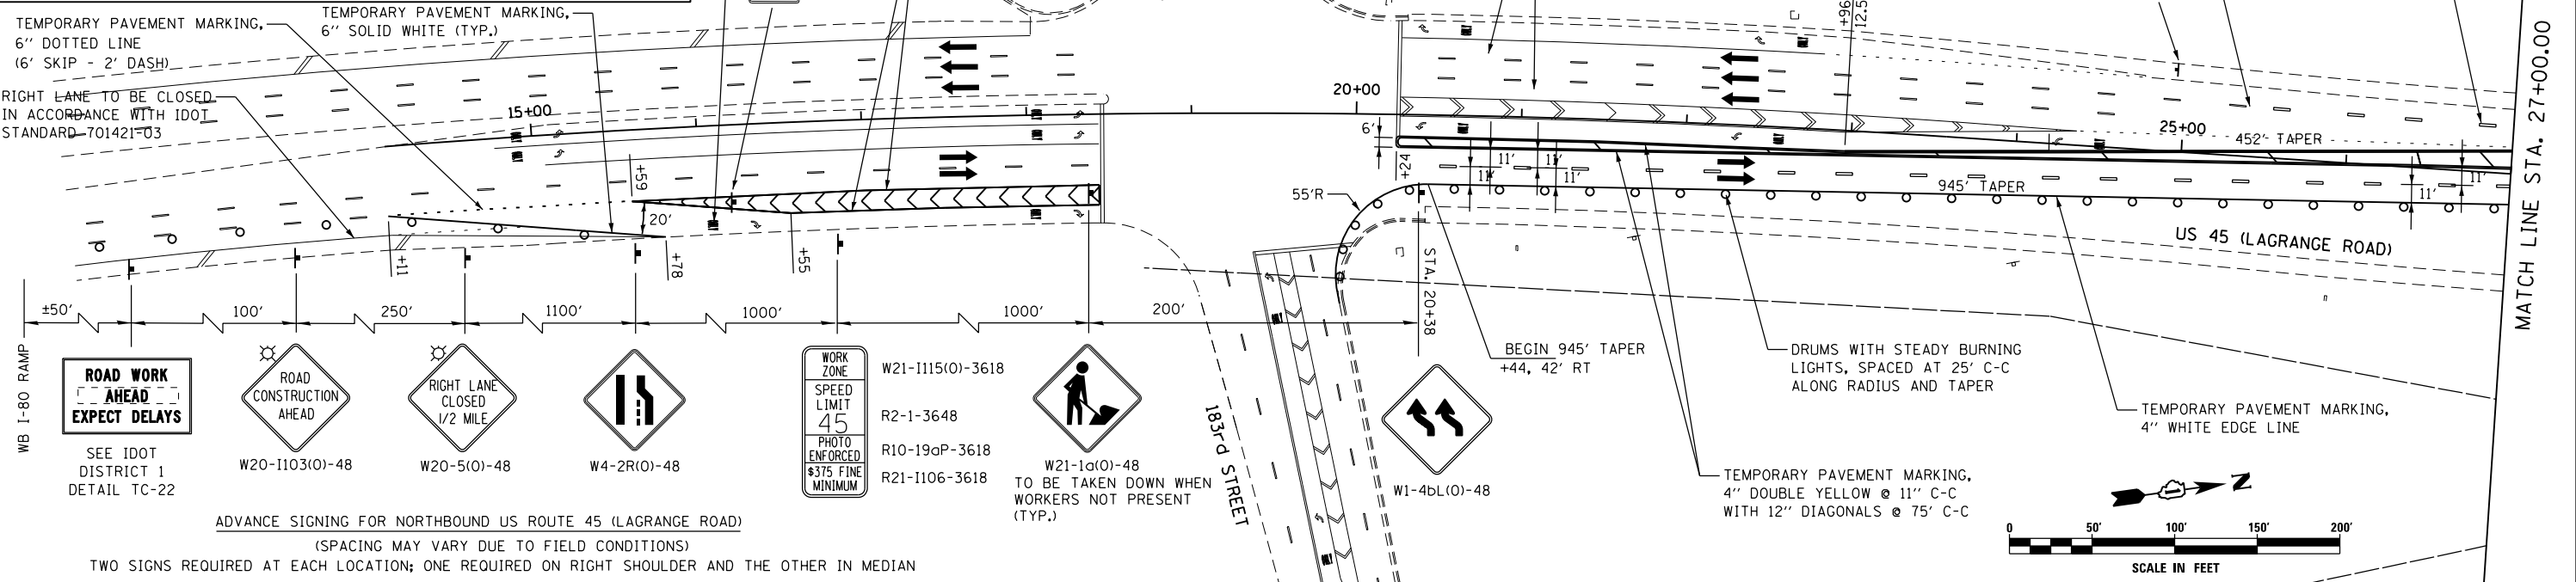 TEMPORARY PAVEMENT MARKING,
6'' DOTTED LINE
(6' SKIP - 2' DASH)
TEMPORARY PAVEMENT MARKING,
6'' SOLID WHITE (TYP.)
RIGHT LANE TO BE CLOSED
IN ACCORDANCE WITH IDOT
STANDARD 701421-03
15+00
20+00
25+00
+96
12.5
6'
+24
11'
11'
11'
11'
452' TAPER
945' TAPER
11'
11'
+59
20'
+11
+78
+55
55'R
STA. 20+38
US 45 (LAGRANGE ROAD)
MATCH LINE STA. 27+00.00
±50'
100'
250'
1100'
1000'
1000'
200'
WB I-80 RAMP
ROAD WORK
AHEAD
EXPECT DELAYS
SEE IDOT
DISTRICT 1
DETAIL TC-22
ROAD
CONSTRUCTION
AHEAD
W20-I103(O)-48
RIGHT LANE
CLOSED
1/2 MILE
W20-5(O)-48
W4-2R(O)-48
WORK
ZONE
SPEED
LIMIT
45
PHOTO
ENFORCED
$375 FINE
MINIMUM
W21-I115(O)-3618
R2-1-3648
R10-19aP-3618
R21-I106-3618
W21-1a(O)-48
TO BE TAKEN DOWN WHEN
WORKERS NOT PRESENT
(TYP.)
183rd STREET
W1-4bL(O)-48
BEGIN 945' TAPER
+44, 42' RT
DRUMS WITH STEADY BURNING
LIGHTS, SPACED AT 25' C-C
ALONG RADIUS AND TAPER
TEMPORARY PAVEMENT MARKING,
4'' WHITE EDGE LINE
TEMPORARY PAVEMENT MARKING,
4'' DOUBLE YELLOW @ 11'' C-C
WITH 12'' DIAGONALS @ 75' C-C
ADVANCE SIGNING FOR NORTHBOUND US ROUTE 45 (LAGRANGE ROAD)
(SPACING MAY VARY DUE TO FIELD CONDITIONS)
TWO SIGNS REQUIRED AT EACH LOCATION; ONE REQUIRED ON RIGHT SHOULDER AND THE OTHER IN MEDIAN
N
0 50' 100' 150' 200'
SCALE IN FEET